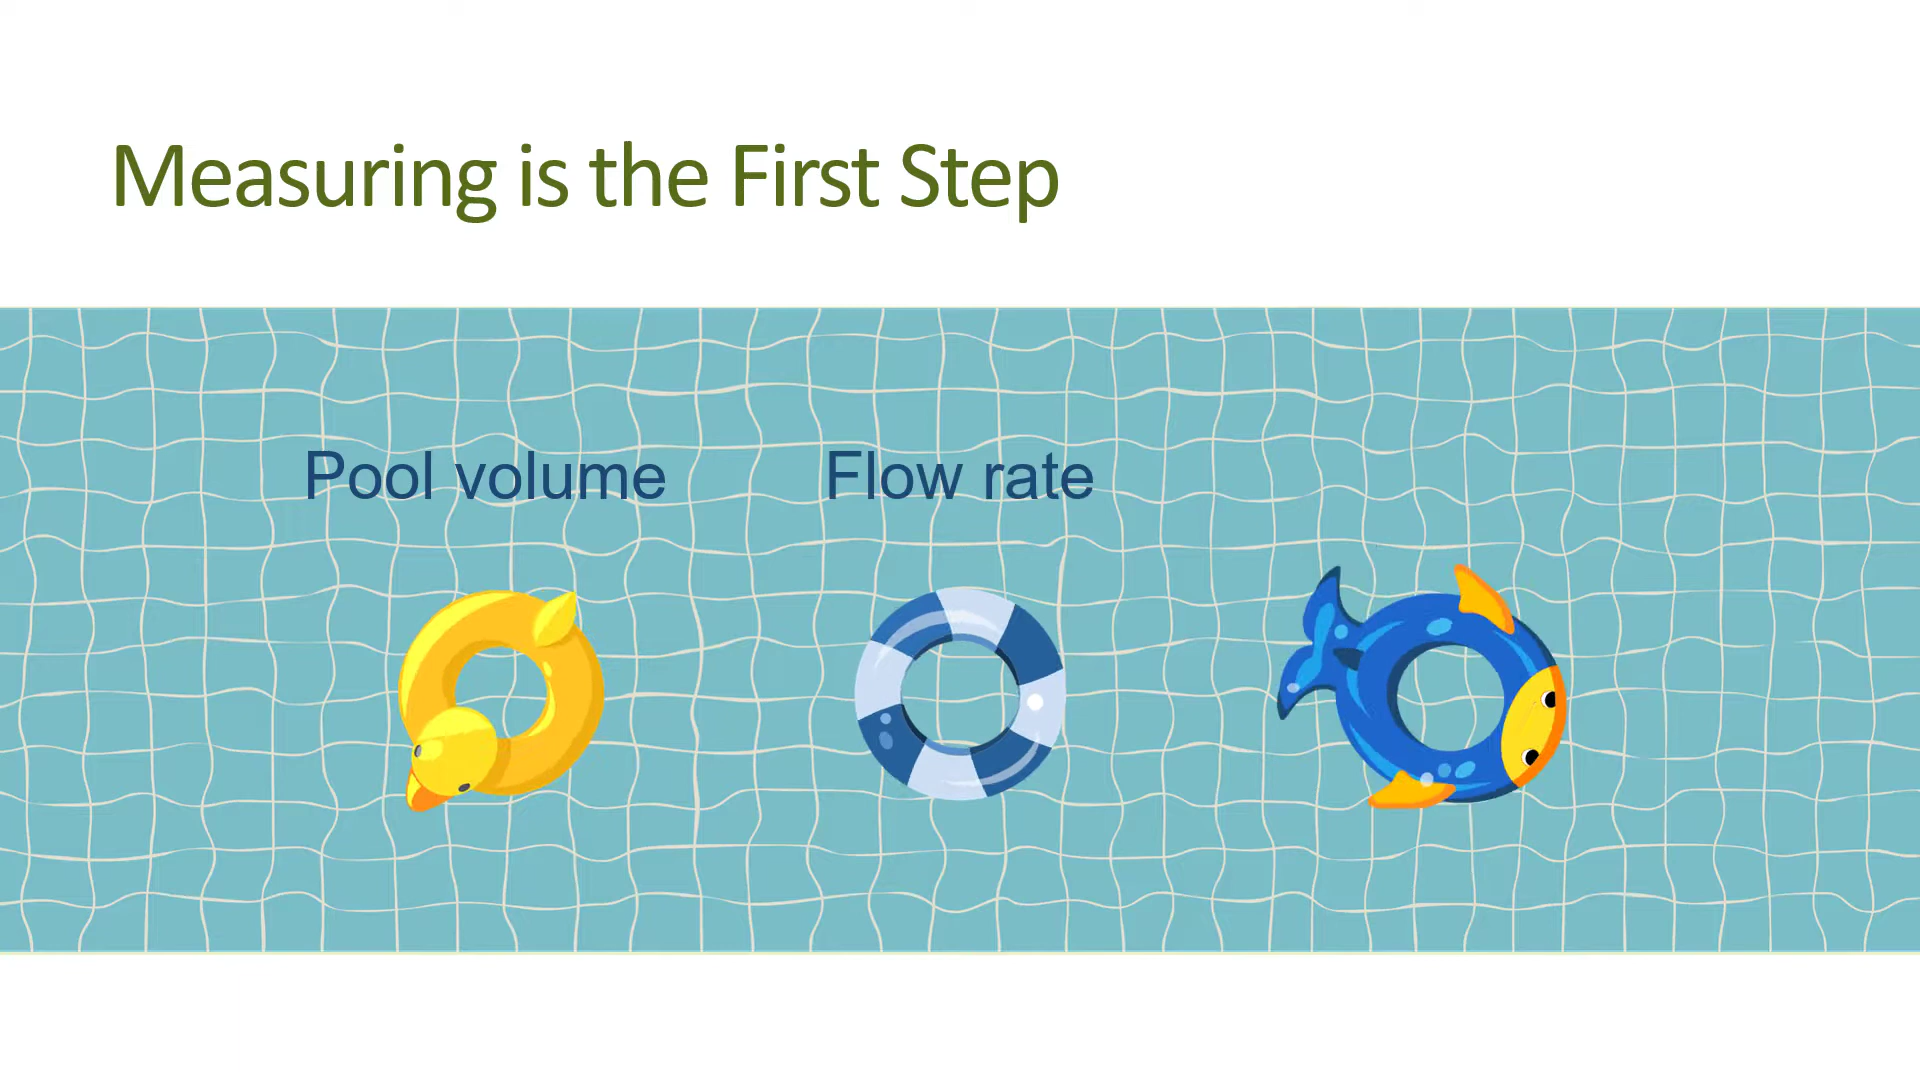 Measuring is the First Step
Pool volume
Flow rate